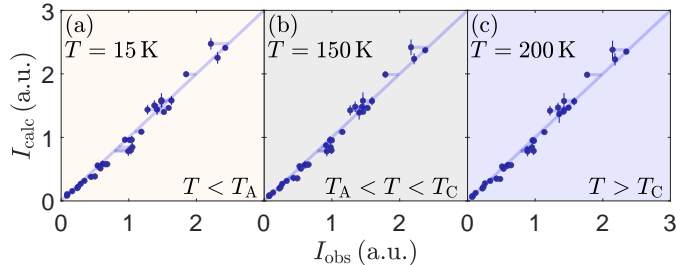 (a) (b) (c)
T = 15 K T = 150 K T = 200 K
T < T_A T_A < T < T_C T > T_C
3
2
1
0
I_calc (a.u.)
0 1 2 0 1 2 0 1 2 3
I_obs (a.u.)